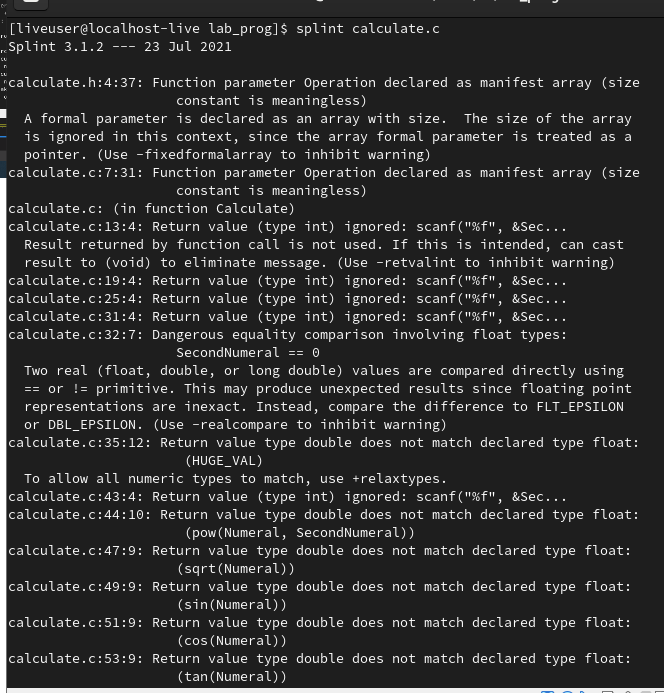 [liveuser@localhost-live lab_prog]$ splint calculate.c
Splint 3.1.2 --- 23 Jul 2021
calculate.h:4:37: Function parameter Operation declared as manifest array (size
constant is meaningless)
A formal parameter is declared as an array with size.  The size of the array
is ignored in this context, since the array formal parameter is treated as a
pointer. (Use -fixedformalarray to inhibit warning)
calculate.c:7:31: Function parameter Operation declared as manifest array (size
constant is meaningless)
calculate.c: (in function Calculate)
calculate.c:13:4: Return value (type int) ignored: scanf("%f", &Sec...
Result returned by function call is not used. If this is intended, can cast
result to (void) to eliminate message. (Use -retvalint to inhibit warning)
calculate.c:19:4: Return value (type int) ignored: scanf("%f", &Sec...
calculate.c:25:4: Return value (type int) ignored: scanf("%f", &Sec...
calculate.c:31:4: Return value (type int) ignored: scanf("%f", &Sec...
calculate.c:32:7: Dangerous equality comparison involving float types:
SecondNumeral == 0
Two real (float, double, or long double) values are compared directly using
== or != primitive. This may produce unexpected results since floating point
representations are inexact. Instead, compare the difference to FLT_EPSILON
or DBL_EPSILON. (Use -realcompare to inhibit warning)
calculate.c:35:12: Return value type double does not match declared type float:
(HUGE_VAL)
To allow all numeric types to match, use +relaxtypes.
calculate.c:43:4: Return value (type int) ignored: scanf("%f", &Sec...
calculate.c:44:10: Return value type double does not match declared type float:
(pow(Numeral, SecondNumeral))
calculate.c:47:9: Return value type double does not match declared type float:
(sqrt(Numeral))
calculate.c:49:9: Return value type double does not match declared type float:
(sin(Numeral))
calculate.c:51:9: Return value type double does not match declared type float:
(cos(Numeral))
calculate.c:53:9: Return value type double does not match declared type float:
(tan(Numeral))